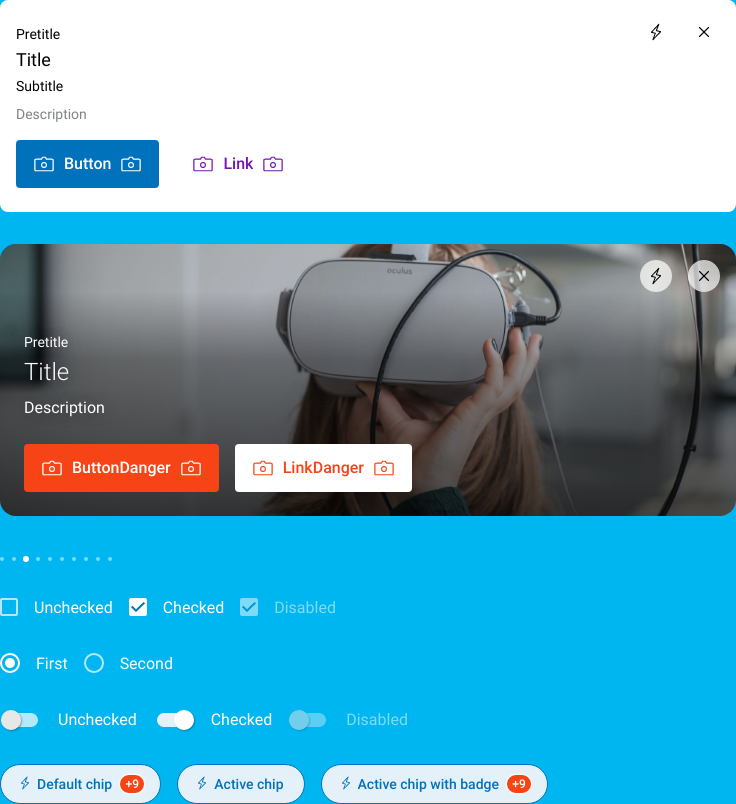 Pretitle
Title
Subtitle
Description
Button
Link
oculus
Pretitle
Title
Description
ButtonDanger
LinkDanger
Unchecked
Checked
Disabled
First
Second
Unchecked
Checked
Disabled
Default chip +9
Active chip
Active chip with badge +9